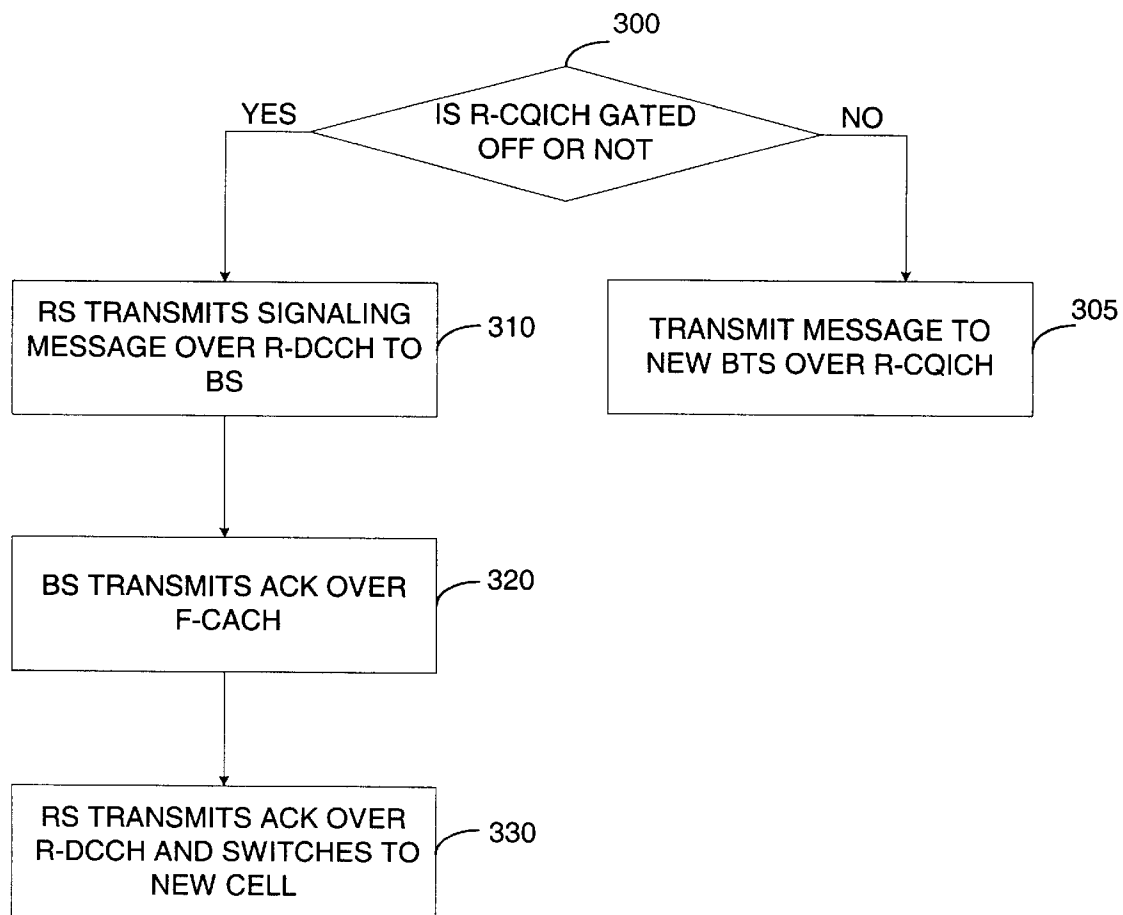 300
YES
IS R-CQICH GATED
OFF OR NOT
NO
RS TRANSMITS SIGNALING
MESSAGE OVER R-DCCH TO
BS
310
TRANSMIT MESSAGE TO
NEW BTS OVER R-CQICH
305
BS TRANSMITS ACK OVER
F-CACH
320
RS TRANSMITS ACK OVER
R-DCCH AND SWITCHES TO
NEW CELL
330